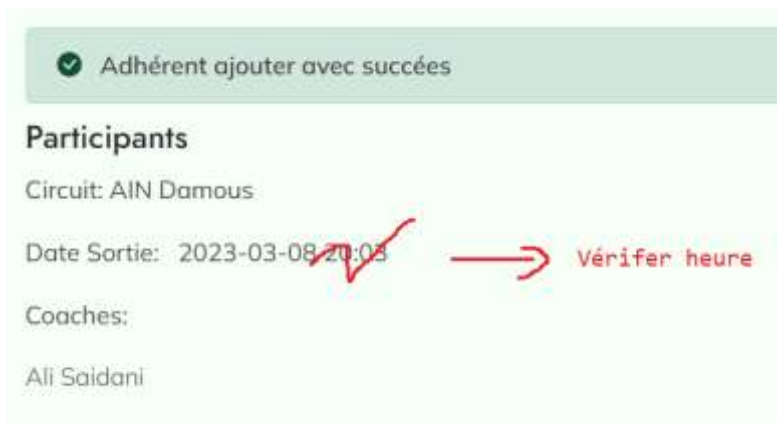 Adhérent ajouter avec succées
Participants
Circuit: AIN Damous
Date Sortie: 2023-03-08 20:03
Vérifer heure
Coaches:
Ali Saidani